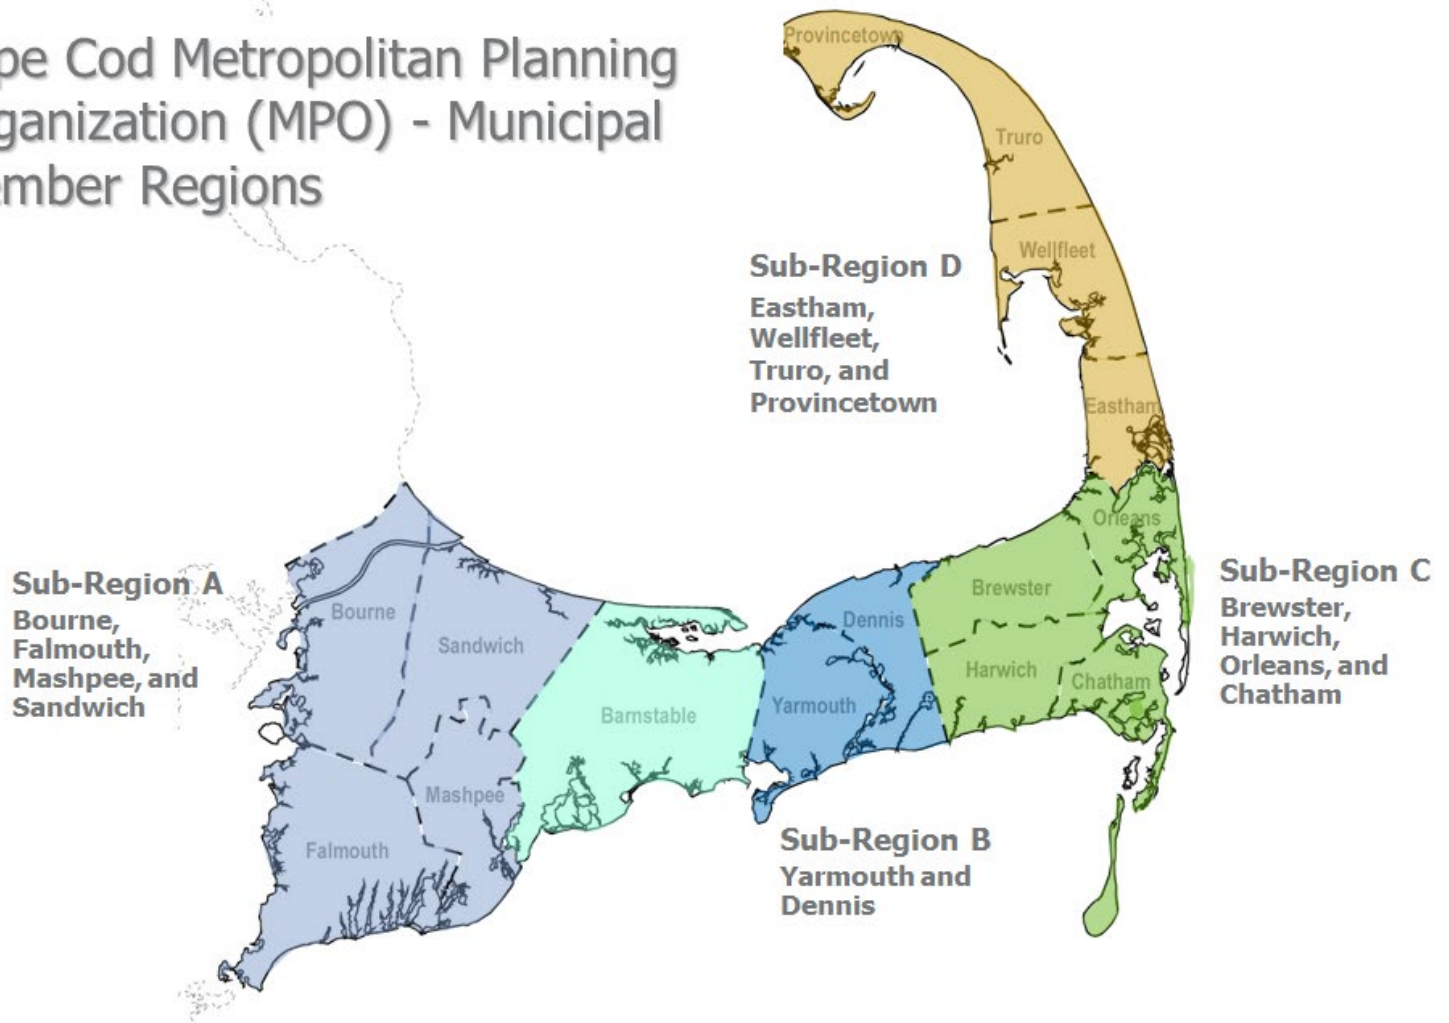 pe Cod Metropolitan Planning
ganization (MPO) - Municipal
mber Regions
Provincetown
Truro
Wellfleet
Sub-Region D
Eastham,
Wellfleet,
Truro, and
Provincetown
Eastham
Orleans
Sub-Region A
Bourne,
Falmouth,
Mashpee, and
Sandwich
Bourne
Sandwich
Barnstable
Dennis
Yarmouth
Brewster
Harwich
Chatham
Sub-Region C
Brewster,
Harwich,
Orleans, and
Chatham
Mashpee
Falmouth
Sub-Region B
Yarmouth and
Dennis